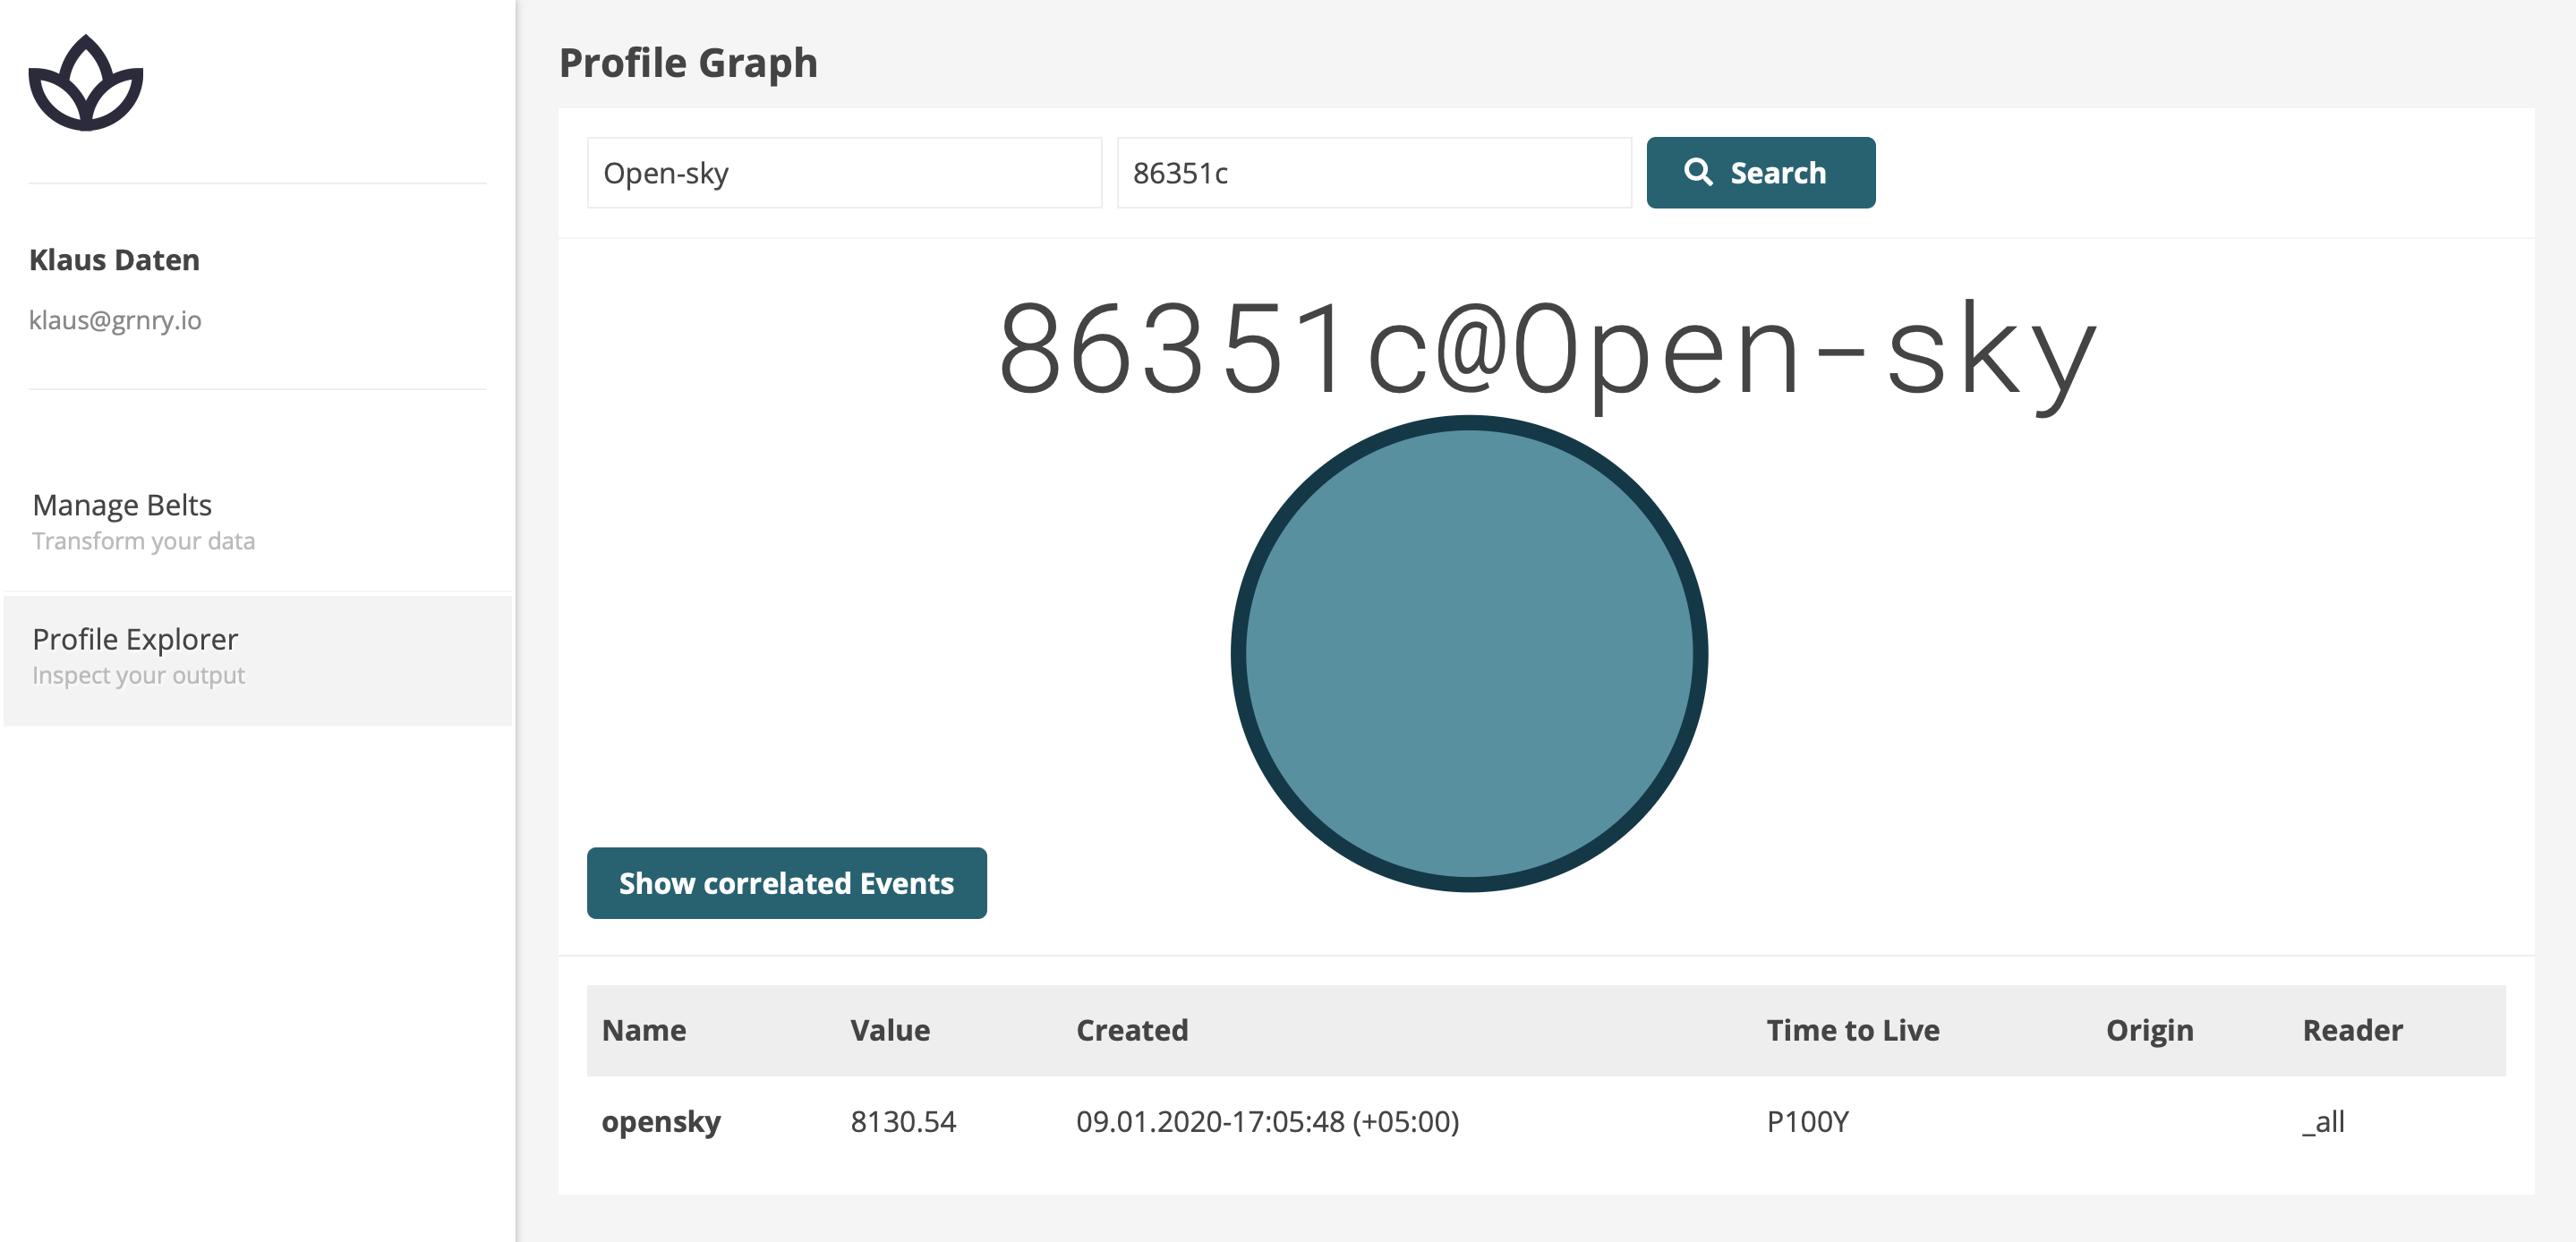 Klaus Daten
klaus@grnry.io
Manage Belts
Transform your data
Profile Explorer
Inspect your output
Profile Graph
Open-sky 86351c Search
86351c@Open-sky
Show correlated Events
Name Value Created Time to Live Origin Reader
opensky 8130.54 09.01.2020-17:05:48 (+05:00) P100Y _all